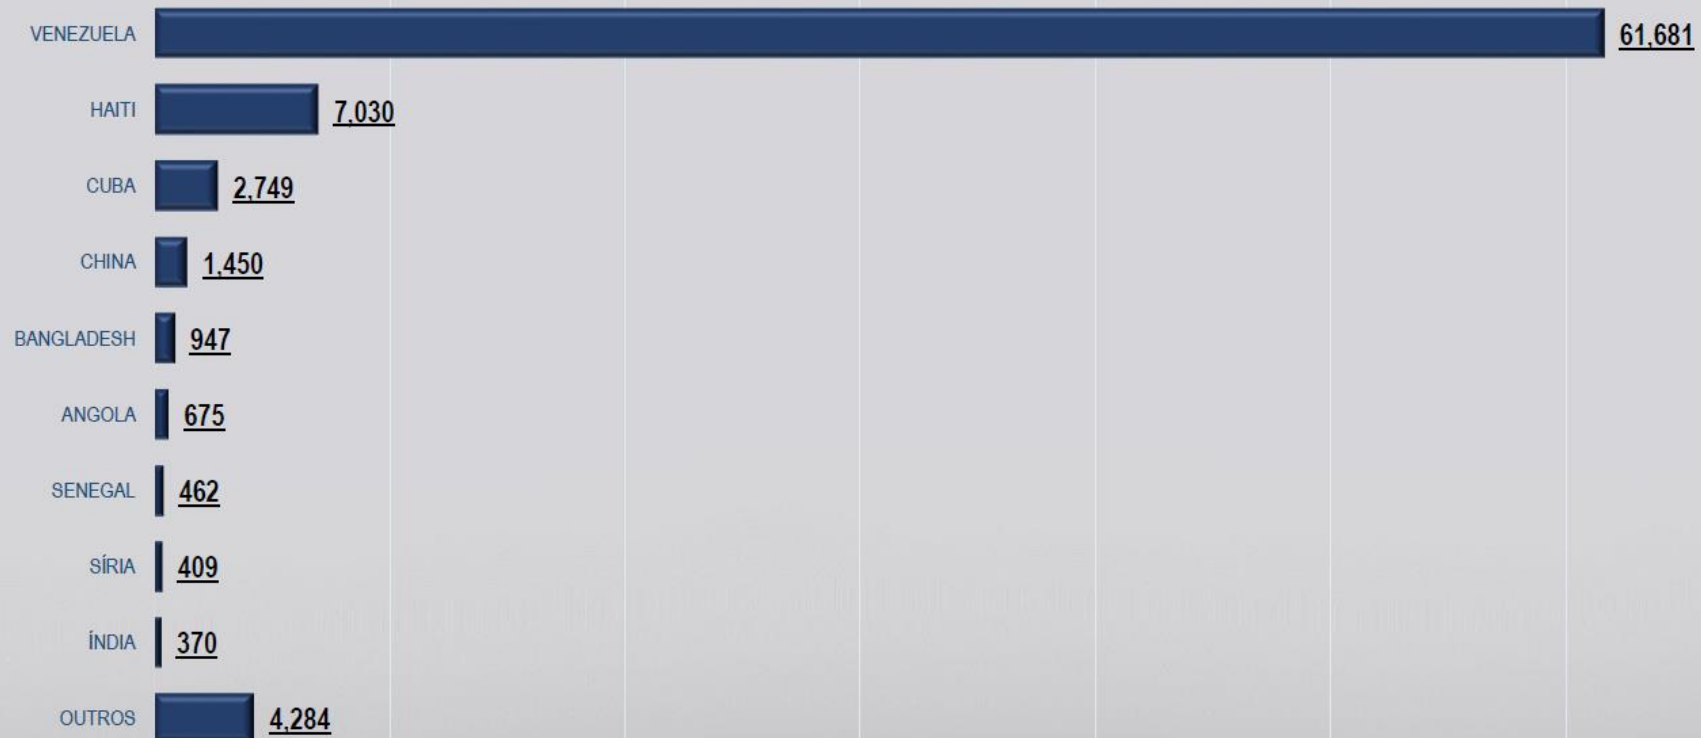 VENEZUELA 61,681
HAITI 7,030
CUBA 2,749
CHINA 1,450
BANGLADESH 947
ANGOLA 675
SENEGAL 462
SÍRIA 409
ÍNDIA 370
OUTROS 4,284